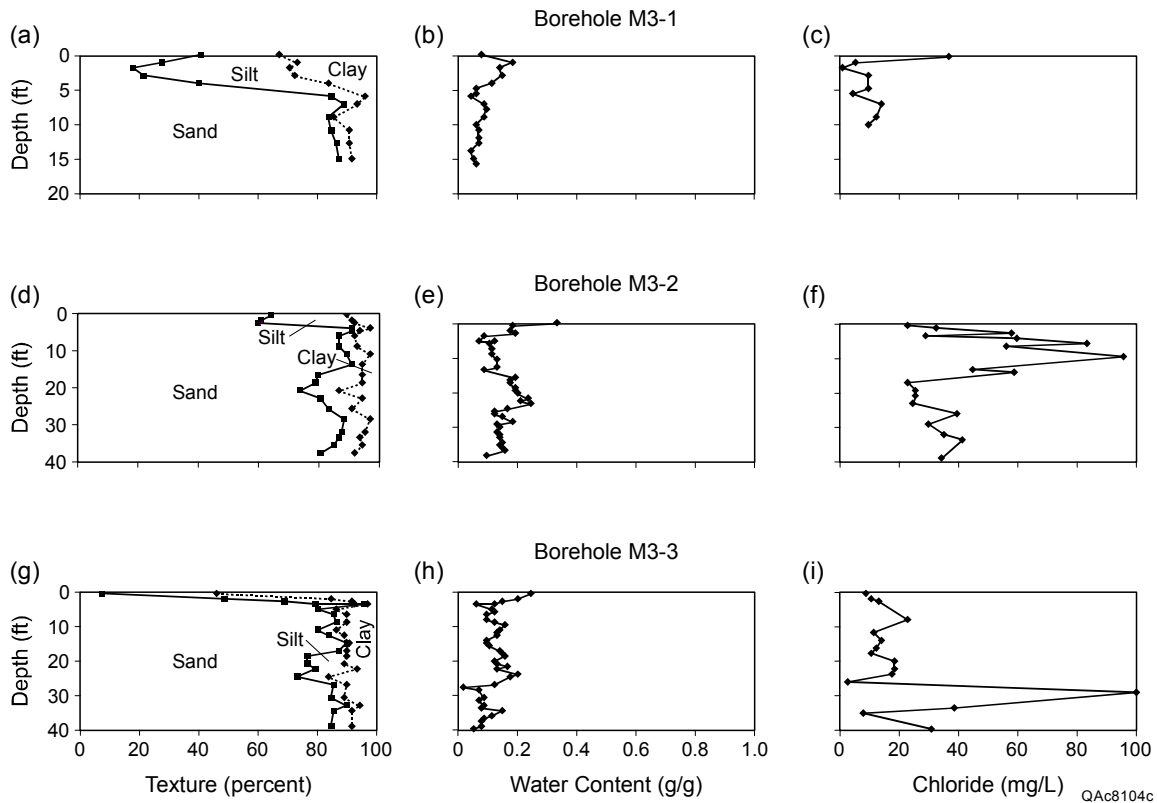 Borehole M3-1
(a)
(b)
(c)
Depth (ft)
0
5
10
15
20
Sand
Silt
Clay
Borehole M3-2
(d)
(e)
(f)
Depth (ft)
0
10
20
30
40
Sand
Silt
Clay
Borehole M3-3
(g)
(h)
(i)
Depth (ft)
0
10
20
30
40
Sand
Silt
Clay
0 20 40 60 80 100
0 0.2 0.4 0.6 0.8 1.0
0 20 40 60 80 100
Texture (percent)
Water Content (g/g)
Chloride (mg/L)
QAc8104c